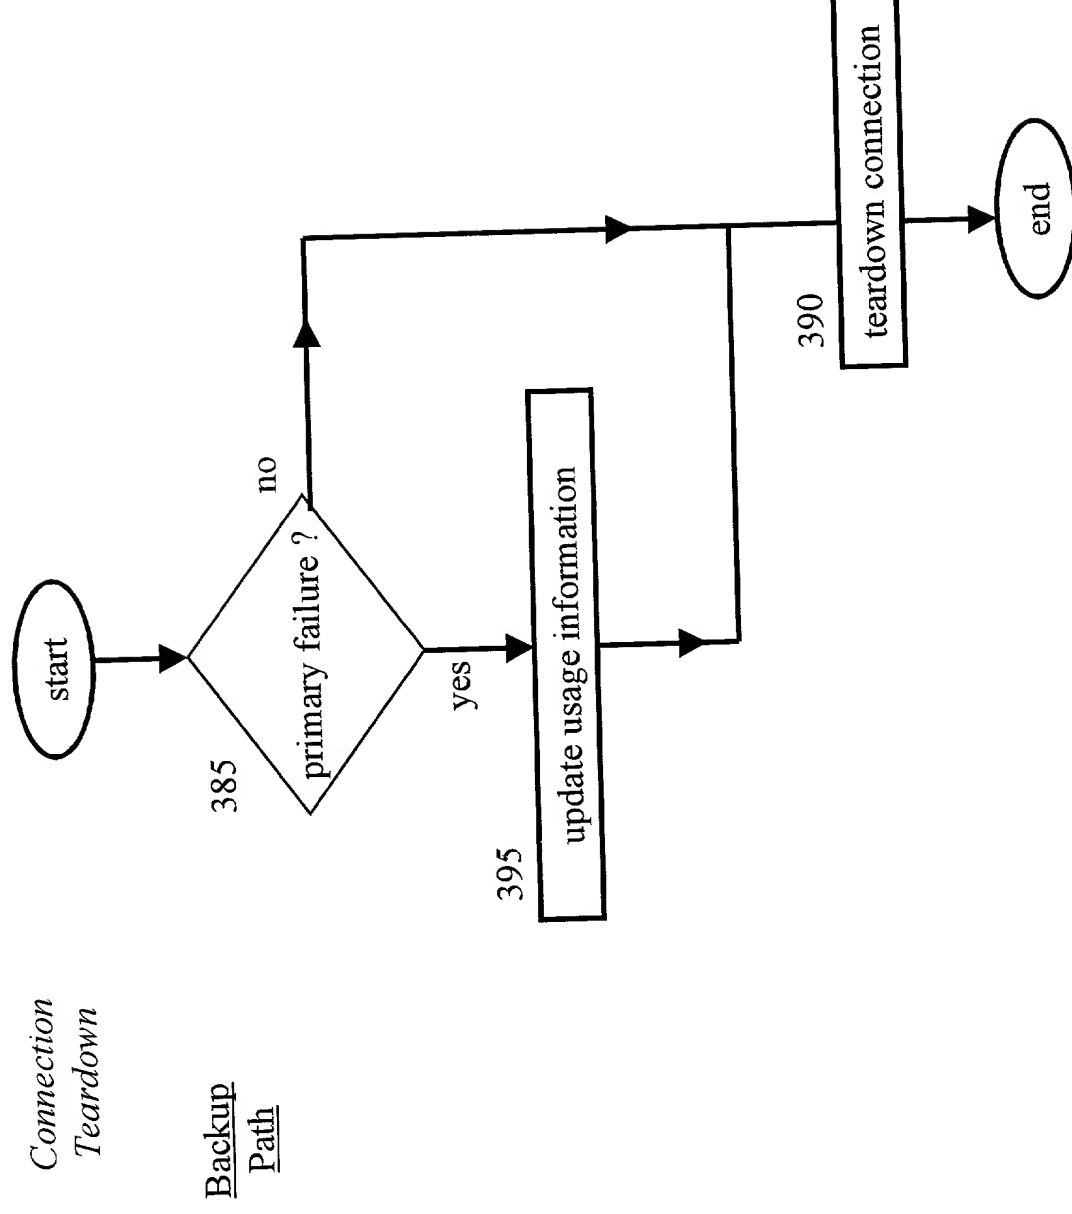 Connection
Teardown
Backup
Path
start
385
primary failure ?
no
yes
395
update usage information
390
teardown connection
end